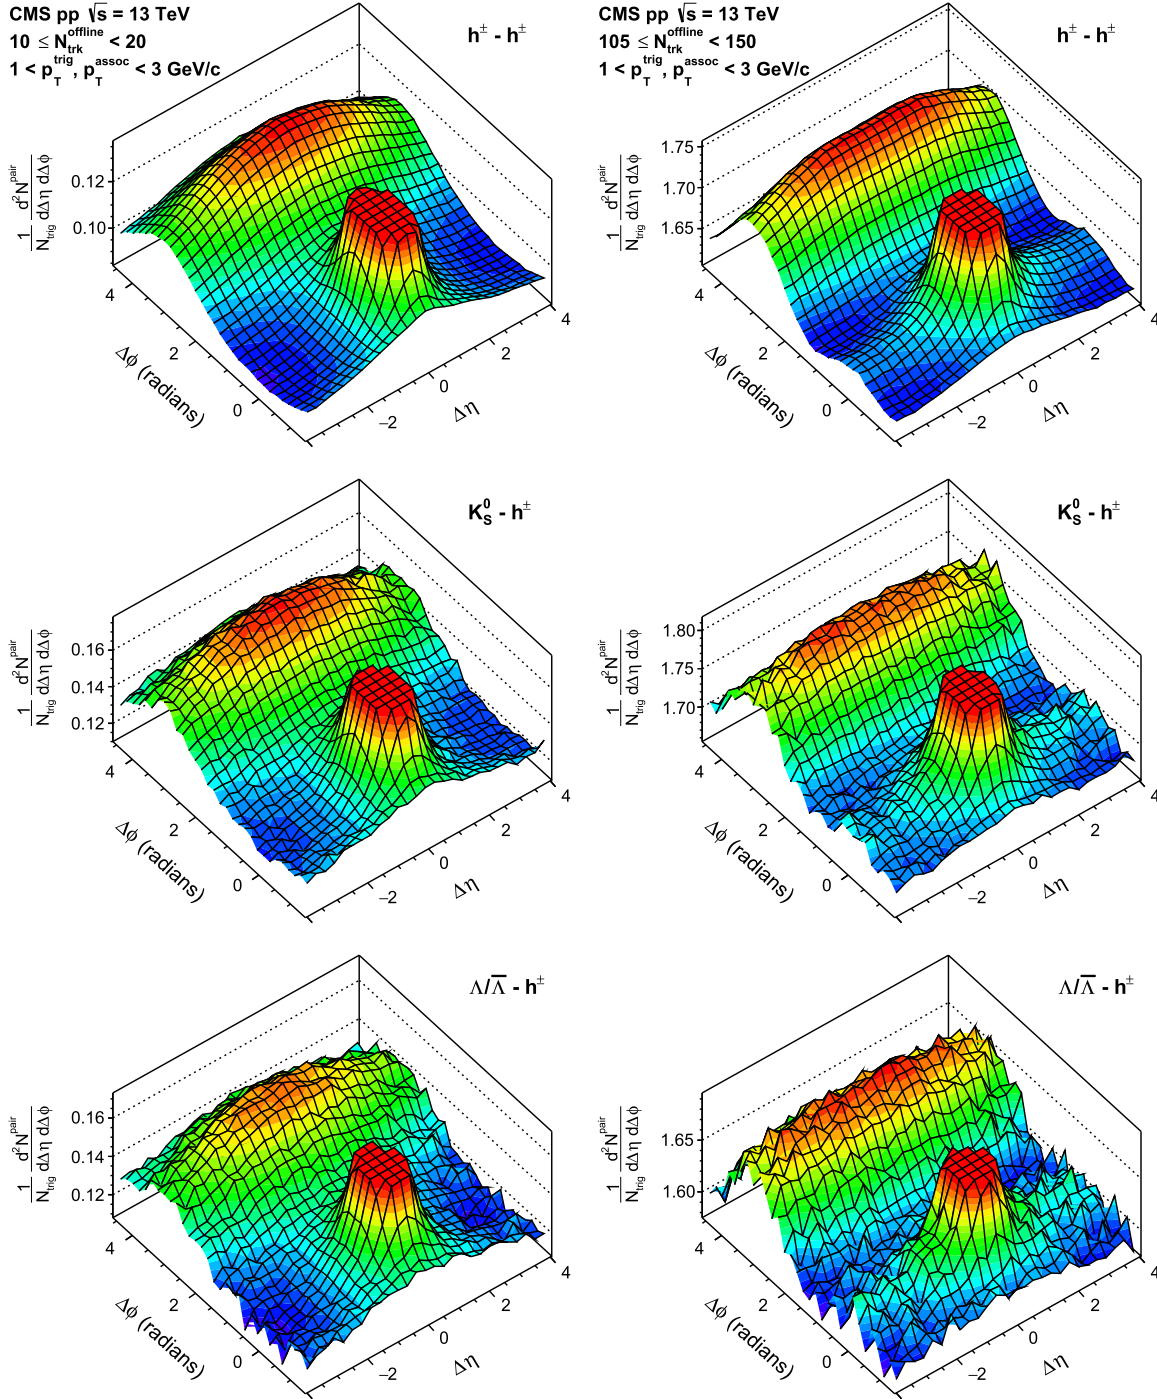 CMS pp √s = 13 TeV
10 ≤ N_trk^offline < 20
1 < p_T^trig, p_T^assoc < 3 GeV/c
h± - h±
1/N_trig d²N^pair/dΔη dΔϕ
0.12
0.10
4
2
0
Δϕ (radians)
−2
0
2
4
Δη
CMS pp √s = 13 TeV
105 ≤ N_trk^offline < 150
1 < p_T^trig, p_T^assoc < 3 GeV/c
h± - h±
1/N_trig d²N^pair/dΔη dΔϕ
1.75
1.70
1.65
4
2
0
Δϕ (radians)
−2
0
2
4
Δη
K_S^0 - h±
1/N_trig d²N^pair/dΔη dΔϕ
0.16
0.14
0.12
4
2
0
Δϕ (radians)
−2
0
2
4
Δη
K_S^0 - h±
1/N_trig d²N^pair/dΔη dΔϕ
1.80
1.75
1.70
4
2
0
Δϕ (radians)
−2
0
2
4
Δη
Λ/Λ̅ - h±
1/N_trig d²N^pair/dΔη dΔϕ
0.16
0.14
0.12
4
2
0
Δϕ (radians)
−2
0
2
4
Δη
Λ/Λ̅ - h±
1/N_trig d²N^pair/dΔη dΔϕ
1.65
1.60
4
2
0
Δϕ (radians)
−2
0
2
4
Δη